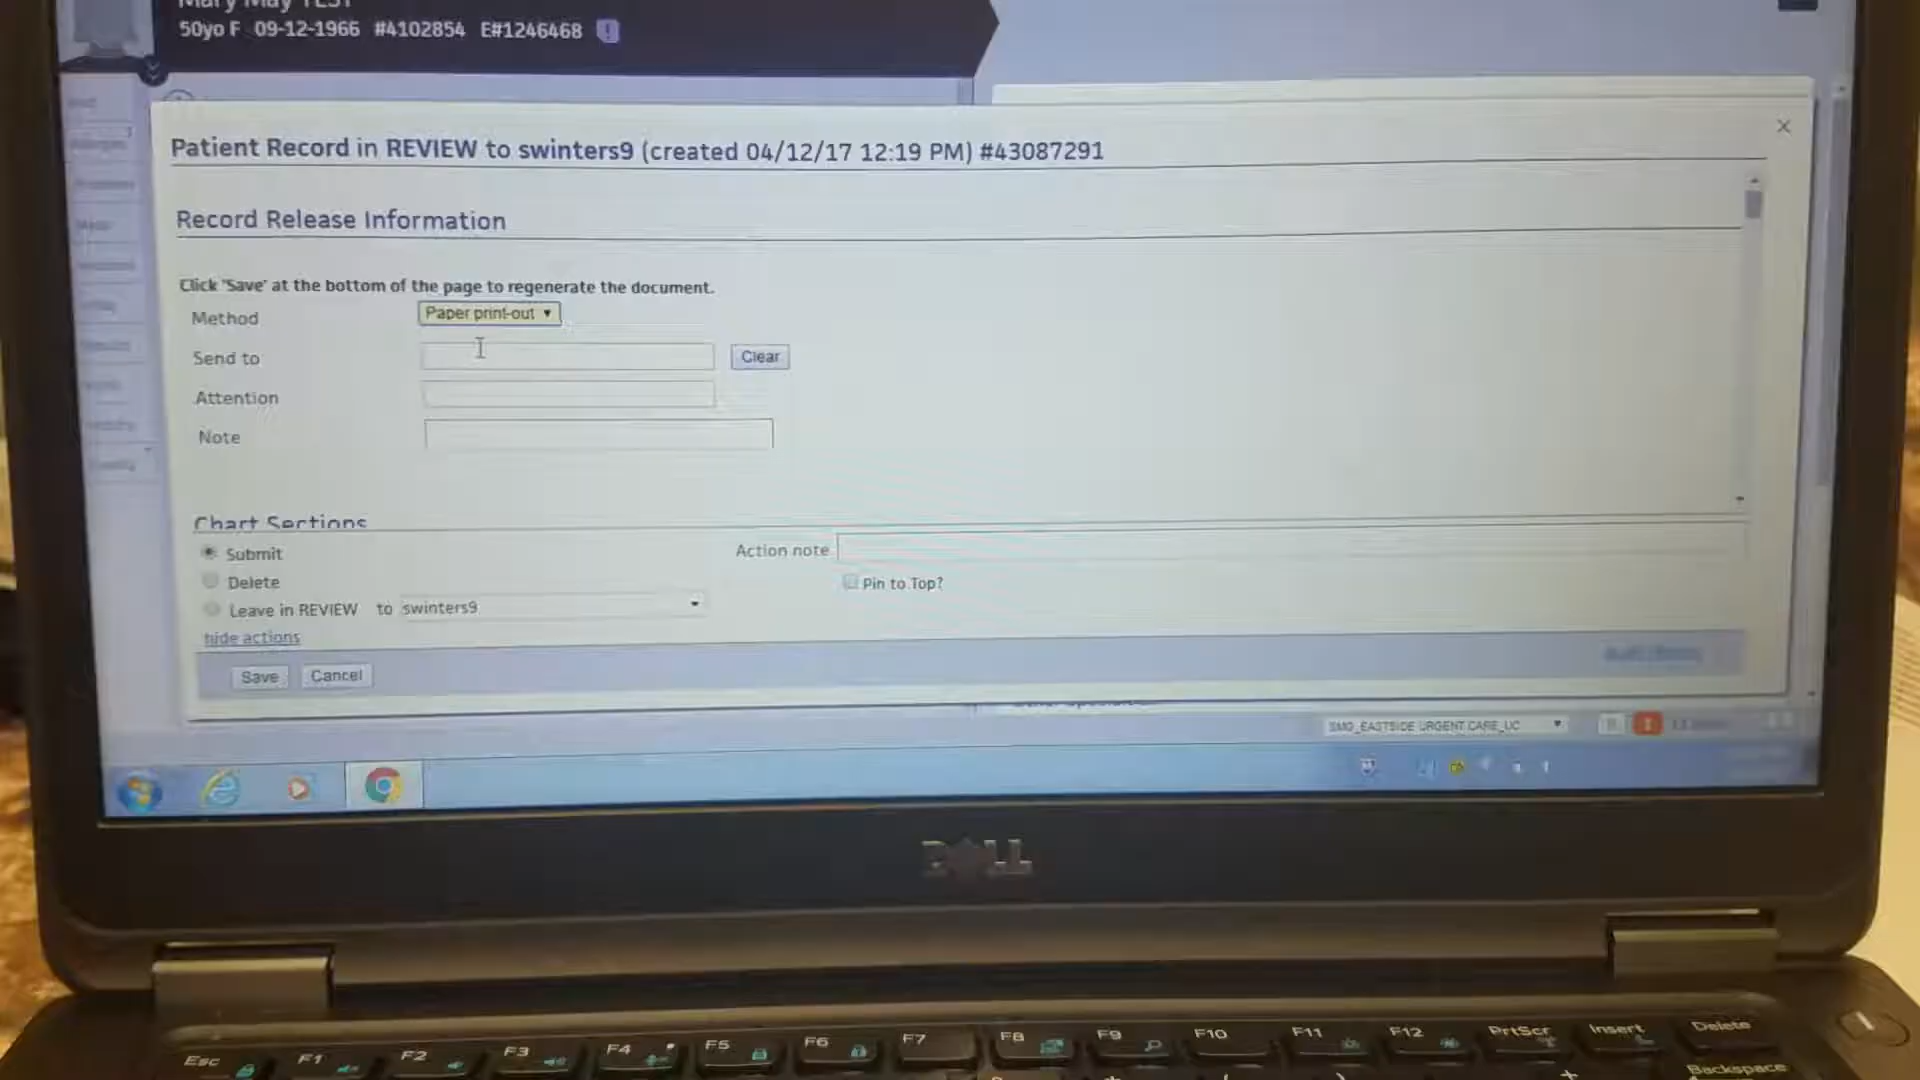 Mary May TEST
50yo F 09-12-1966 #4102854 E#1246468
Patient Record in REVIEW to swinters9 (created 04/12/17 12:19 PM) #43087291
Record Release Information
Click 'Save' at the bottom of the page to regenerate the document.
Method Paper print-out
Send to Clear
Attention
Note
Chart Sections
Submit Action note
Delete Pin to Top?
Leave in REVIEW to swinters9
hide actions
Save Cancel
SMG_EASTSIDE URGENT CARE_UC
DELL
Esc F1 F2 F3 F4 F5 F6 F7 F8 F9 F10 F11 F12 PrtScr Insert Delete
Backspace